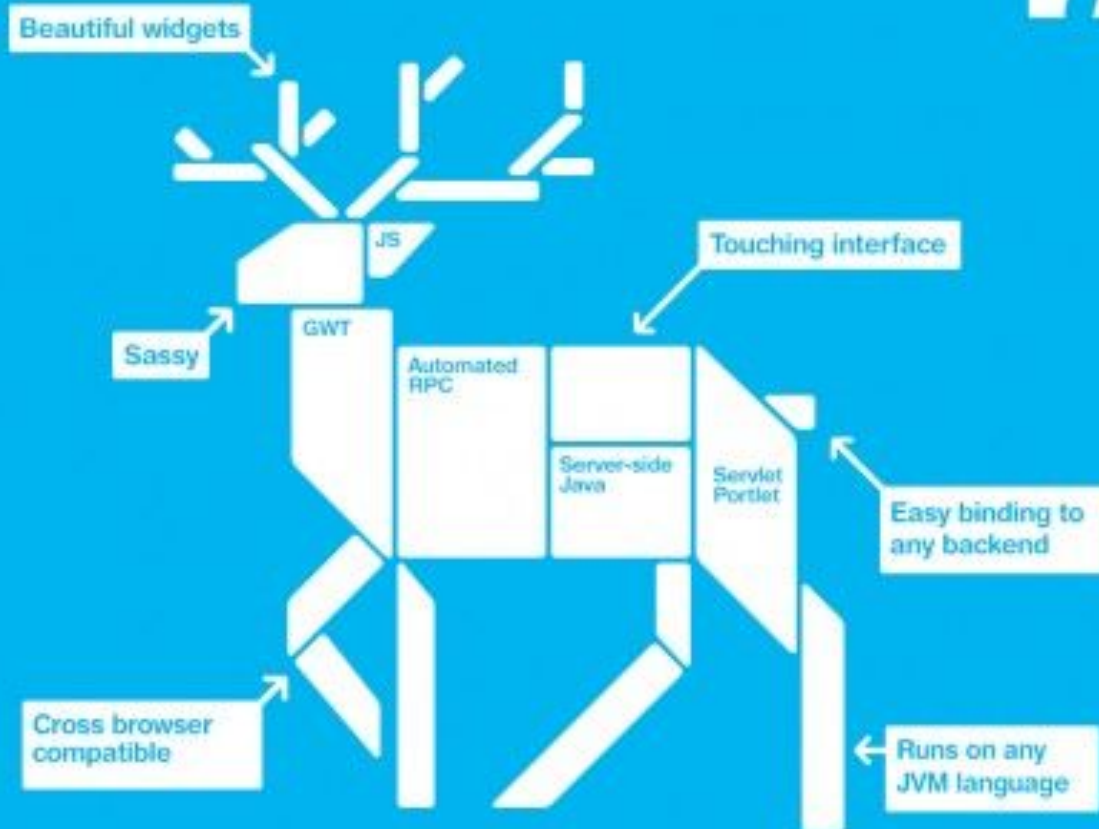 Beautiful widgets
JS
Touching interface
GWT
Sassy
Automated
RPC
Server-side
Java
Servlet
Portlet
Easy binding to
any backend
Cross browser
compatible
Runs on any
JVM language